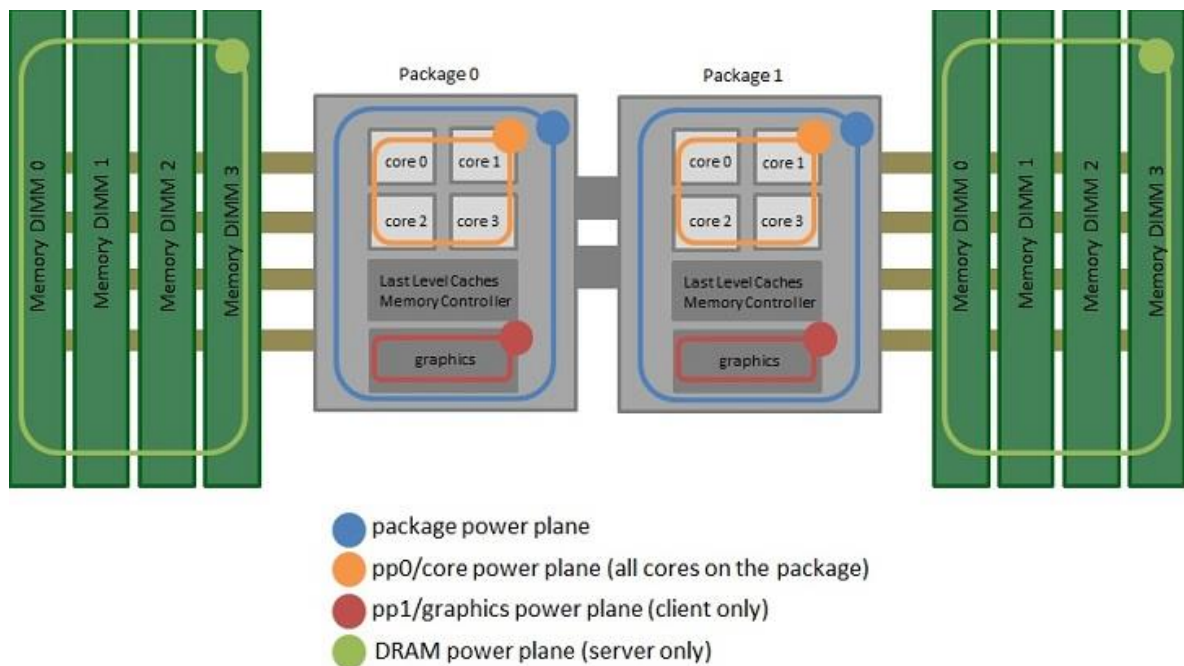 Package 0
Package 1
Memory DIMM 0
Memory DIMM 1
Memory DIMM 2
Memory DIMM 3
core 0
core 1
core 2
core 3
Last Level Caches
Memory Controller
graphics
core 0
core 1
core 2
core 3
Last Level Caches
Memory Controller
graphics
Memory DIMM 0
Memory DIMM 1
Memory DIMM 2
Memory DIMM 3
package power plane
pp0/core power plane (all cores on the package)
pp1/graphics power plane (client only)
DRAM power plane (server only)